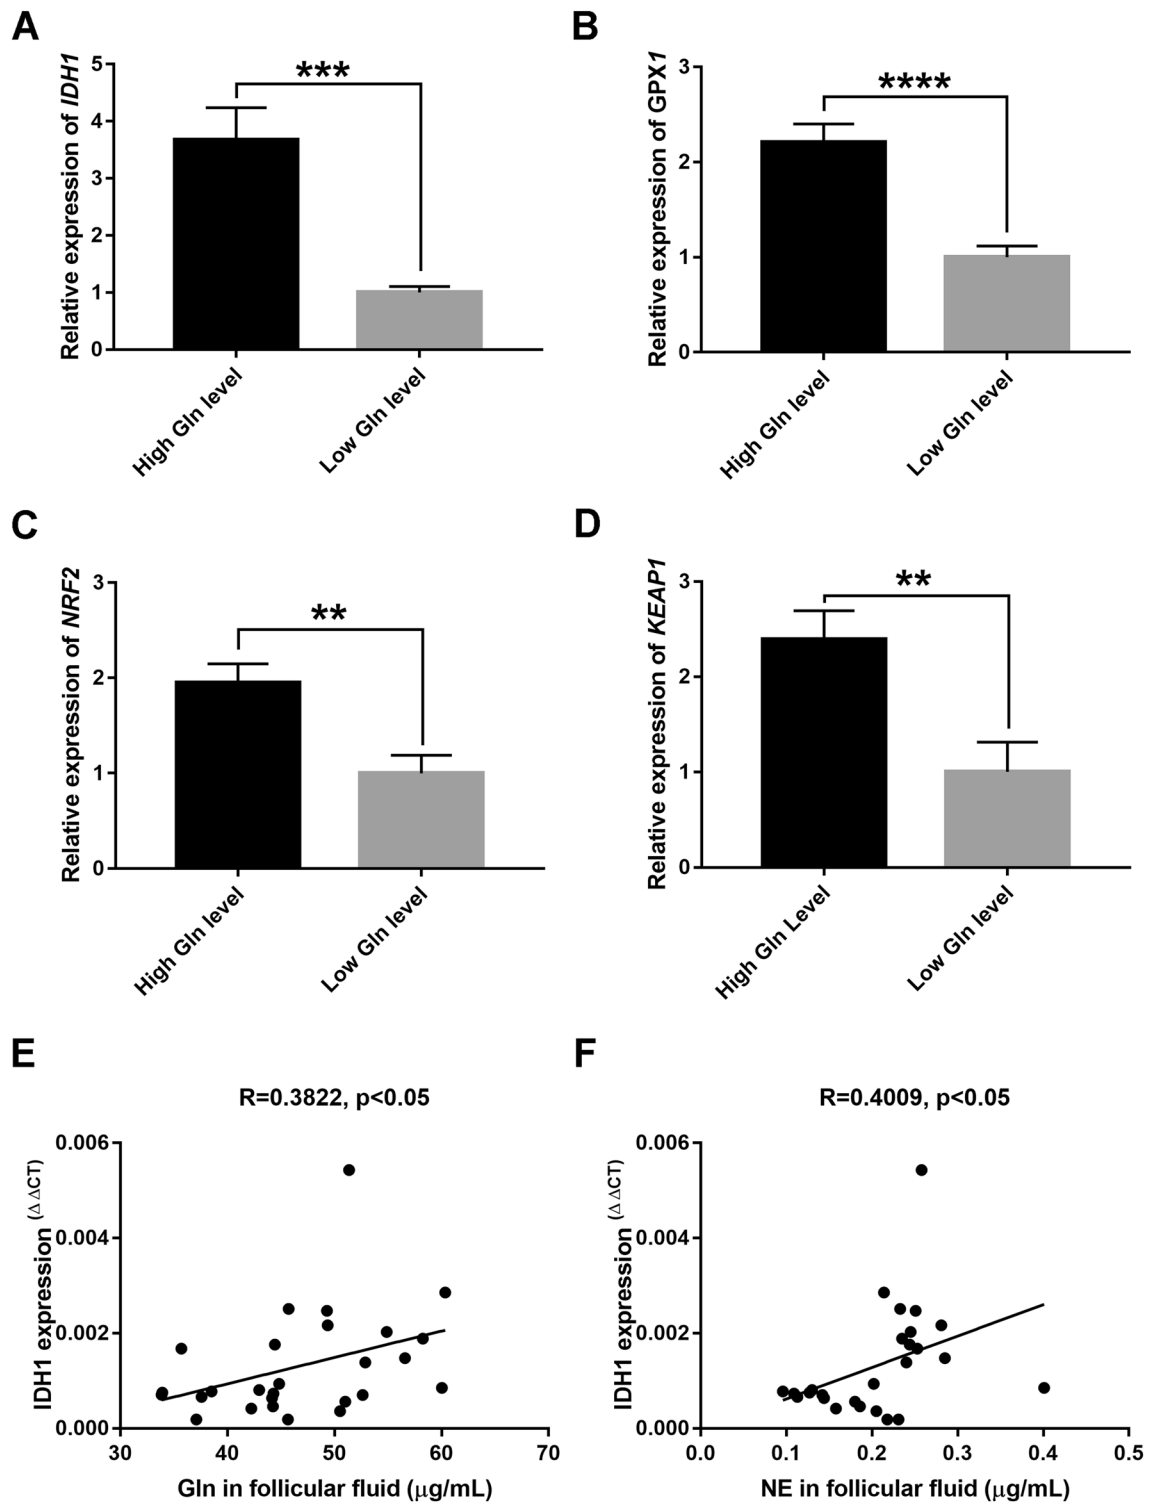 A
Relative expression of IDH1
5
4
3
2
1
0
***
High Gln level
Low Gln level
B
Relative expression of GPX1
3
2
1
0
****
High Gln level
Low Gln level
C
Relative expression of NRF2
3
2
1
0
**
High Gln level
Low Gln level
D
Relative expression of KEAP1
3
2
1
0
**
High Gln Level
Low Gln level
E
R=0.3822, p<0.05
IDH1 expression (Δ ΔCT)
0.006
0.004
0.002
0.000
30 40 50 60 70
Gln in follicular fluid (μg/mL)
F
R=0.4009, p<0.05
IDH1 expression (Δ ΔCT)
0.006
0.004
0.002
0.000
0.0 0.1 0.2 0.3 0.4 0.5
NE in follicular fluid (μg/mL)